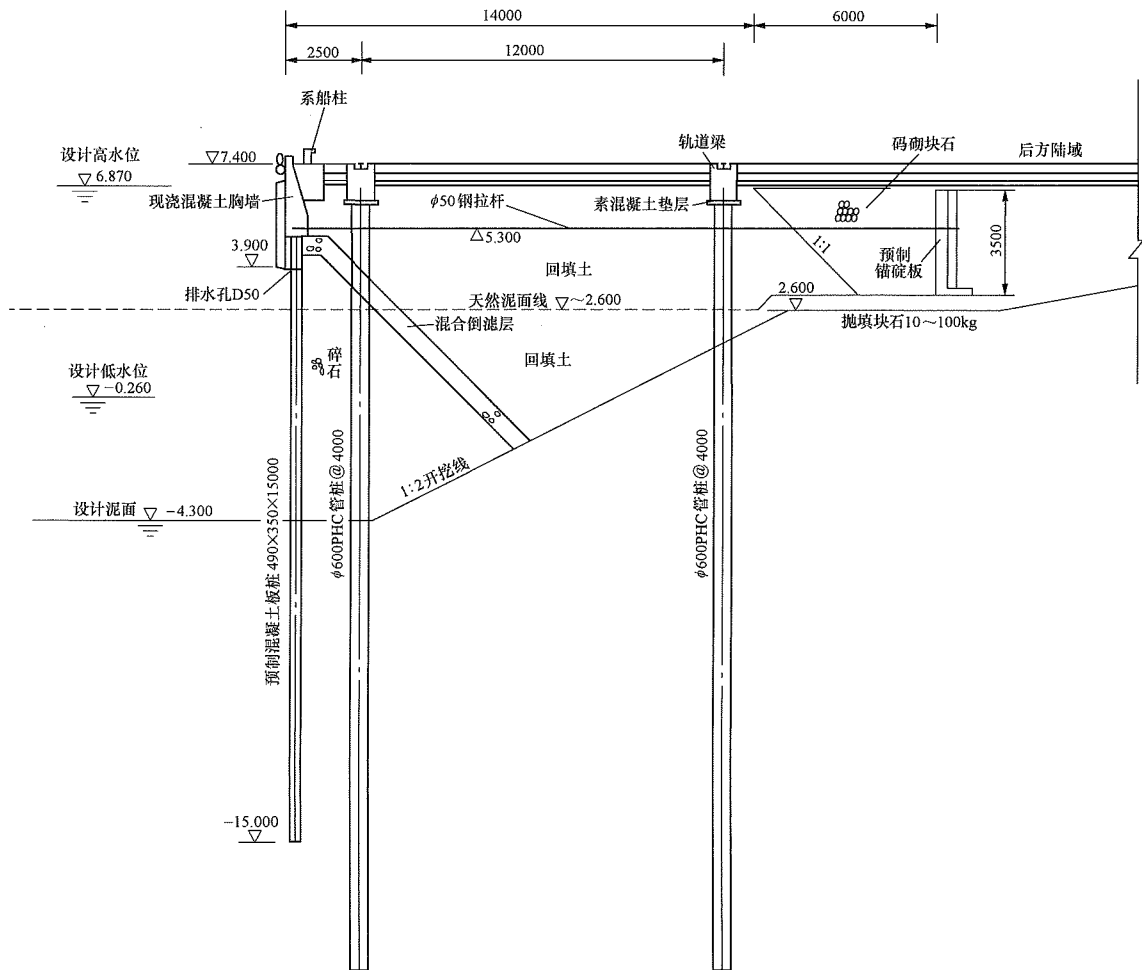 14000
6000
2500
12000
系船柱
设计高水位
6.870
7.400
轨道梁
码砌块石
后方陆域
现浇混凝土胸墙
φ50钢拉杆
素混凝土垫层
5.300
1:1
预制
锚碇板
3500
3.900
回填土
排水孔D50
天然泥面线
～2.600
2.600
混合倒滤层
抛填块石10～100kg
碎
石
回填土
设计低水位
-0.260
预制混凝土板桩 490×350×15000
φ600PHC管桩@4000
1:2开挖线
φ600PHC管桩@4000
设计泥面
-4.300
-15.000